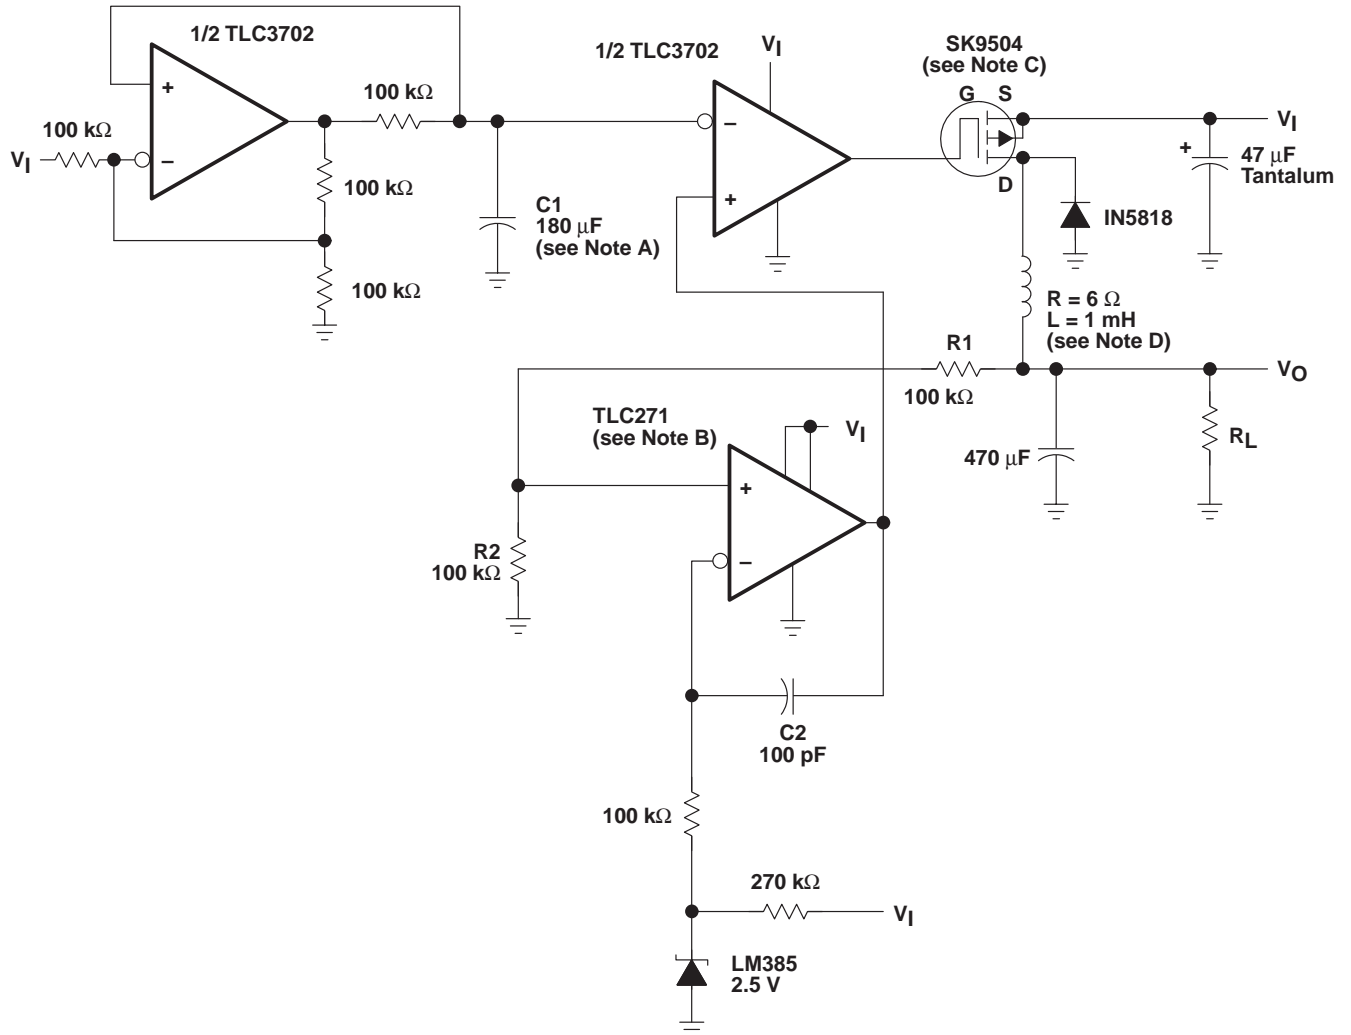 1/2 TLC3702
+
−
100 kΩ
VI
100 kΩ
100 kΩ
100 kΩ
C1
180 μF
(see Note A)
1/2 TLC3702
VI
−
+
SK9504
(see Note C)
G S
D
VI
+
47 μF
Tantalum
IN5818
R = 6 Ω
L = 1 mH
(see Note D)
R1
100 kΩ
VO
470 μF
RL
TLC271
(see Note B)
VI
+
−
R2
100 kΩ
C2
100 pF
100 kΩ
270 kΩ
VI
LM385
2.5 V